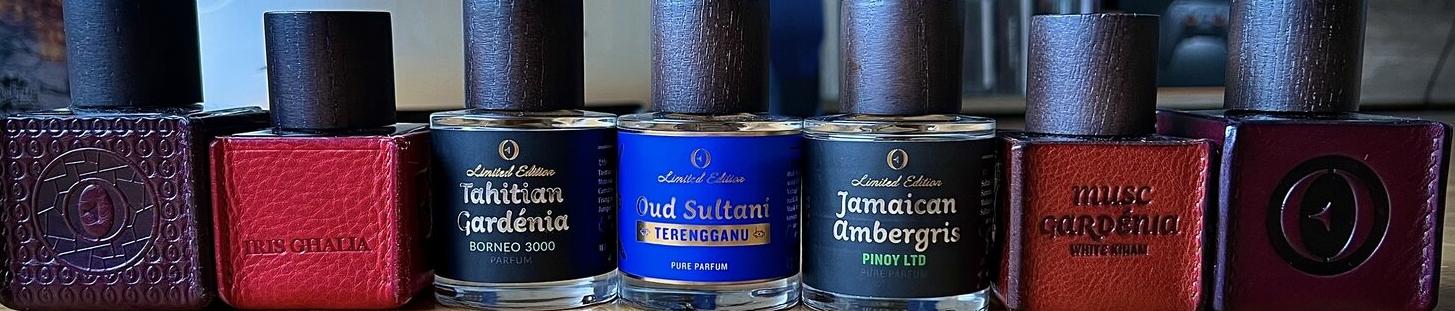 IRIS GHALIA
Limited Edition
Tahitian
Gardénia
BORNEO 3000
PARFUM
Limited Edition
Oud Sultani
TERENGGANU
PURE PARFUM
Limited Edition
Jamaican
Ambergris
PINOY LTD
PURE PARFUM
musc
gardénia
WHITE KINAM